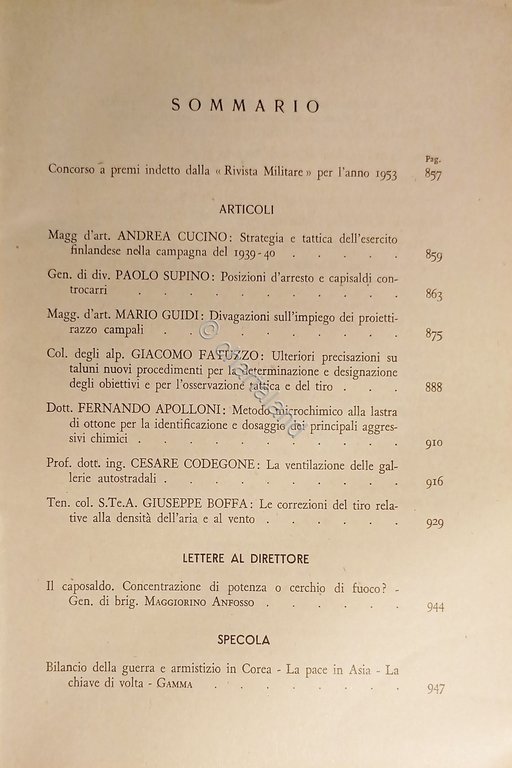 SOMMARIO
Pag.
Concorso a premi indetto dalla « Rivista Militare » per l'anno 1953 857
ARTICOLI
Magg d'art. ANDREA CUCINO: Strategia e tattica dell'esercito
finlandese nella campagna del 1939-40 . . . . . 859
Gen. di div. PAOLO SUPINO: Posizioni d'arresto e capisaldi con-
trocarri . . . . . . . . . . . 863
Magg. d'art. MARIO GUIDI: Divagazioni sull'impiego dei proietti-
razzo campali . . . . . . . . . . 875
Col. degli alp. GIACOMO FATUZZO: Ulteriori precisazioni su
taluni nuovi procedimenti per la determinazione e designazione
degli obiettivi e per l'osservazione tattica e del tiro . . . 888
Dott. FERNANDO APOLLONI: Metodo microchimico alla lastra
di ottone per la identificazione e dosaggio dei principali aggres-
sivi chimici . . . . . . . . . . . 910
Prof. dott. ing. CESARE CODEGONE: La ventilazione delle gal-
lerie autostradali . . . . . . . . . . 916
Ten. col. S.Te.A. GIUSEPPE BOFFA: Le correzioni del tiro rela-
tive alla densità dell'aria e al vento . . . . . . 929
LETTERE AL DIRETTORE
Il caposaldo. Concentrazione di potenza o cerchio di fuoco? -
Gen. di brig. MAGGIORINO ANFOSSO . . . . . . 944
SPECOLA
Bilancio della guerra e armistizio in Corea - La pace in Asia - La
chiave di volta - GAMMA . . . . . . . . 947